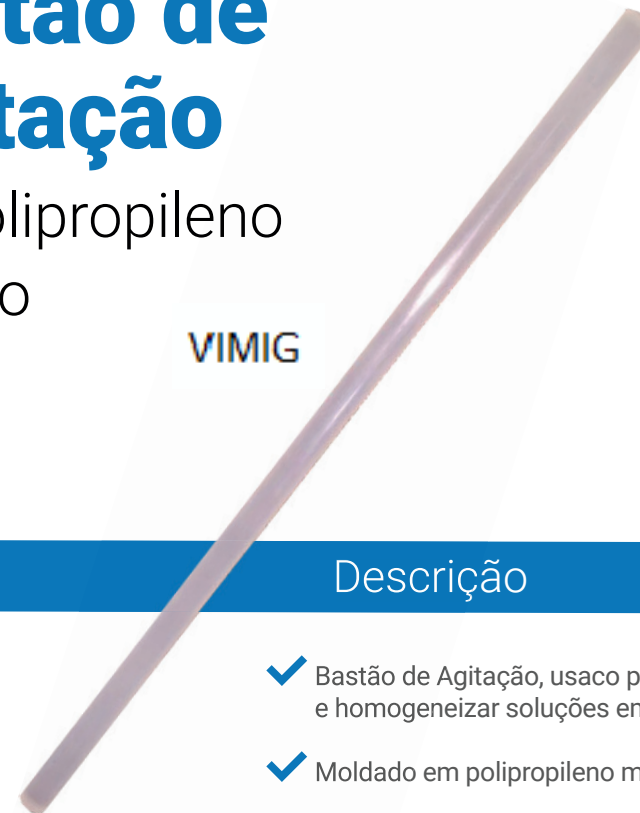 tão de
tação
olipropileno
o
VIMIG
Descrição
Bastão de Agitação, usaco p
e homogeneizar soluções en
Moldado em polipropileno m